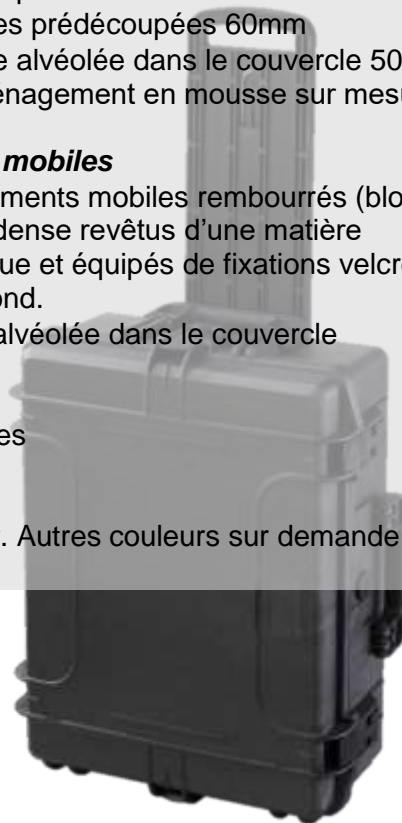 es prédécoupées 60mm
e alvéolée dans le couvercle 50
énagement en mousse sur mesu
mobiles
ments mobiles rembourrés (blo
dense revêtus d'une matière
ue et équipés de fixations velcr
ond.
alvéolée dans le couvercle
es
. Autres couleurs sur demande